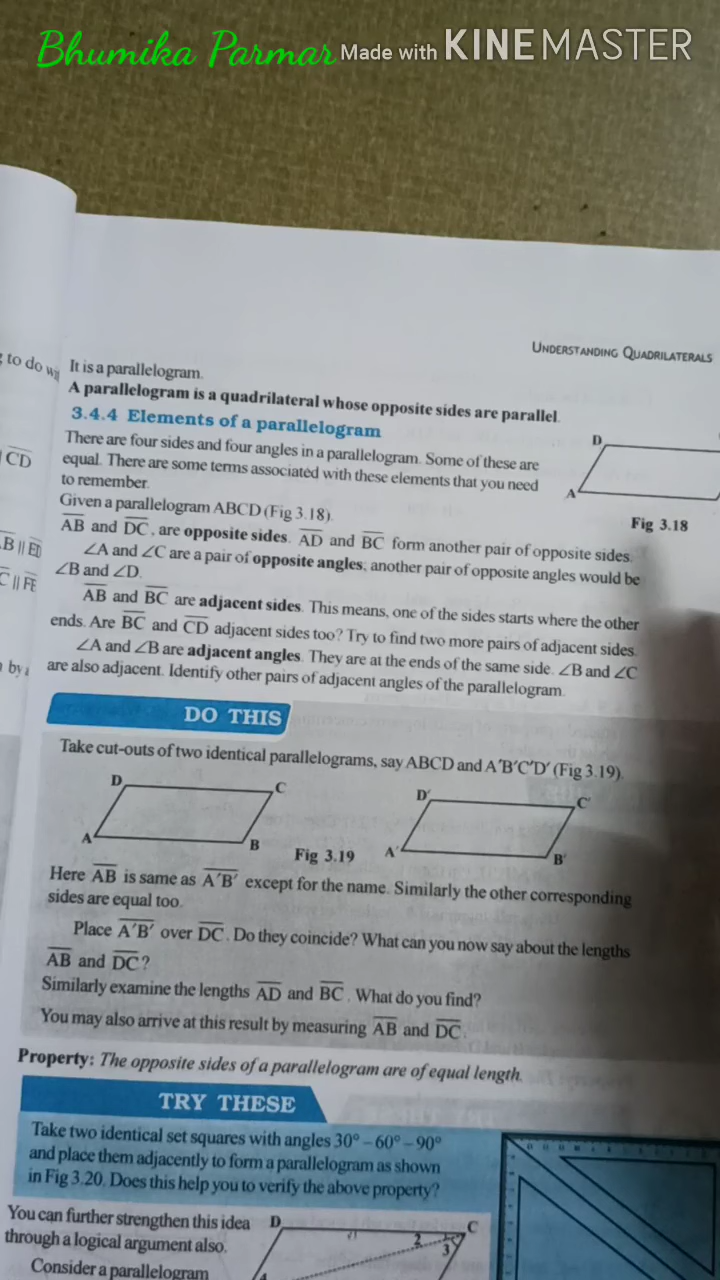 Bhumika Parmar Made with KINEMASTER
UNDERSTANDING QUADRILATERALS
to do
It is a parallelogram.
A parallelogram is a quadrilateral whose opposite sides are parallel.
3.4.4 Elements of a parallelogram
There are four sides and four angles in a parallelogram. Some of these are
equal. There are some terms associated with these elements that you need
to remember.
Given a parallelogram ABCD (Fig 3.18).
D
A
Fig 3.18
CD
AB and DC, are opposite sides. AD and BC form another pair of opposite sides.
∠A and ∠C are a pair of opposite angles; another pair of opposite angles would be
∠B and ∠D.
B || ED
C || FE
AB and BC are adjacent sides. This means, one of the sides starts where the other
ends. Are BC and CD adjacent sides too? Try to find two more pairs of adjacent sides.
∠A and ∠B are adjacent angles. They are at the ends of the same side. ∠B and ∠C
are also adjacent. Identify other pairs of adjacent angles of the parallelogram.
by
DO THIS
Take cut-outs of two identical parallelograms, say ABCD and A′B′C′D′ (Fig 3.19).
D C D′ C′
A B Fig 3.19 A′ B′
Here AB is same as A′B′ except for the name. Similarly the other corresponding
sides are equal too.
Place A′B′ over DC. Do they coincide? What can you now say about the lengths
AB and DC?
Similarly examine the lengths AD and BC. What do you find?
You may also arrive at this result by measuring AB and DC.
Property: The opposite sides of a parallelogram are of equal length.
TRY THESE
Take two identical set squares with angles 30° – 60° – 90°
and place them adjacently to form a parallelogram as shown
in Fig 3.20. Does this help you to verify the above property?
You can further strengthen this idea
through a logical argument also.
Consider a parallelogram
D C
2
3
A